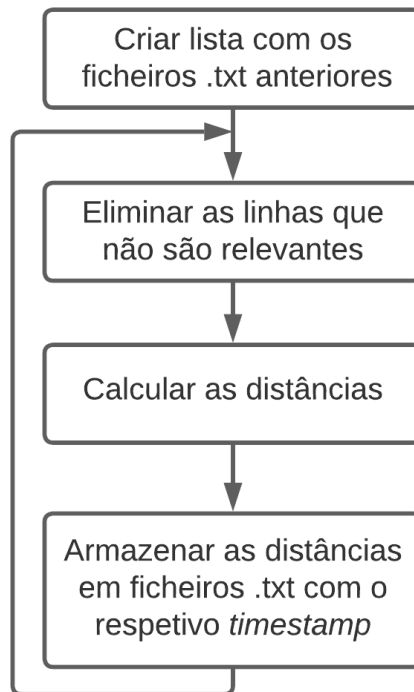 Criar lista com os
ficheiros .txt anteriores
Eliminar as linhas que
não são relevantes
Calcular as distâncias
Armazenar as distâncias
em ficheiros .txt com o
respetivo timestamp